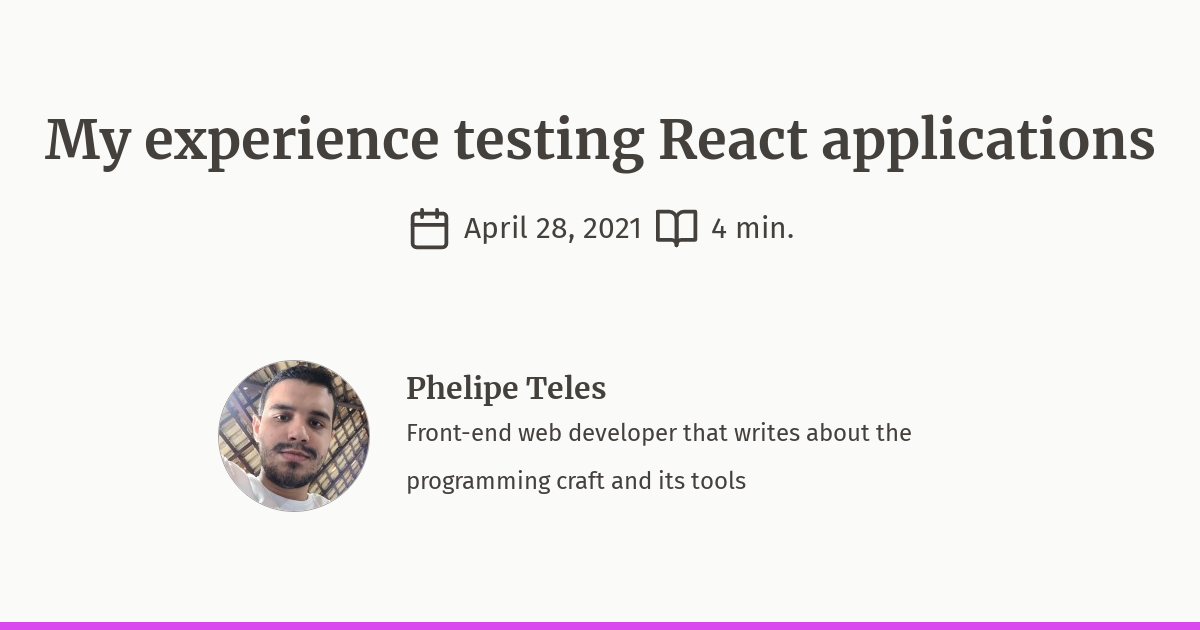 My experience testing React applications
April 28, 2021 4 min.
Phelipe Teles
Front-end web developer that writes about the
programming craft and its tools